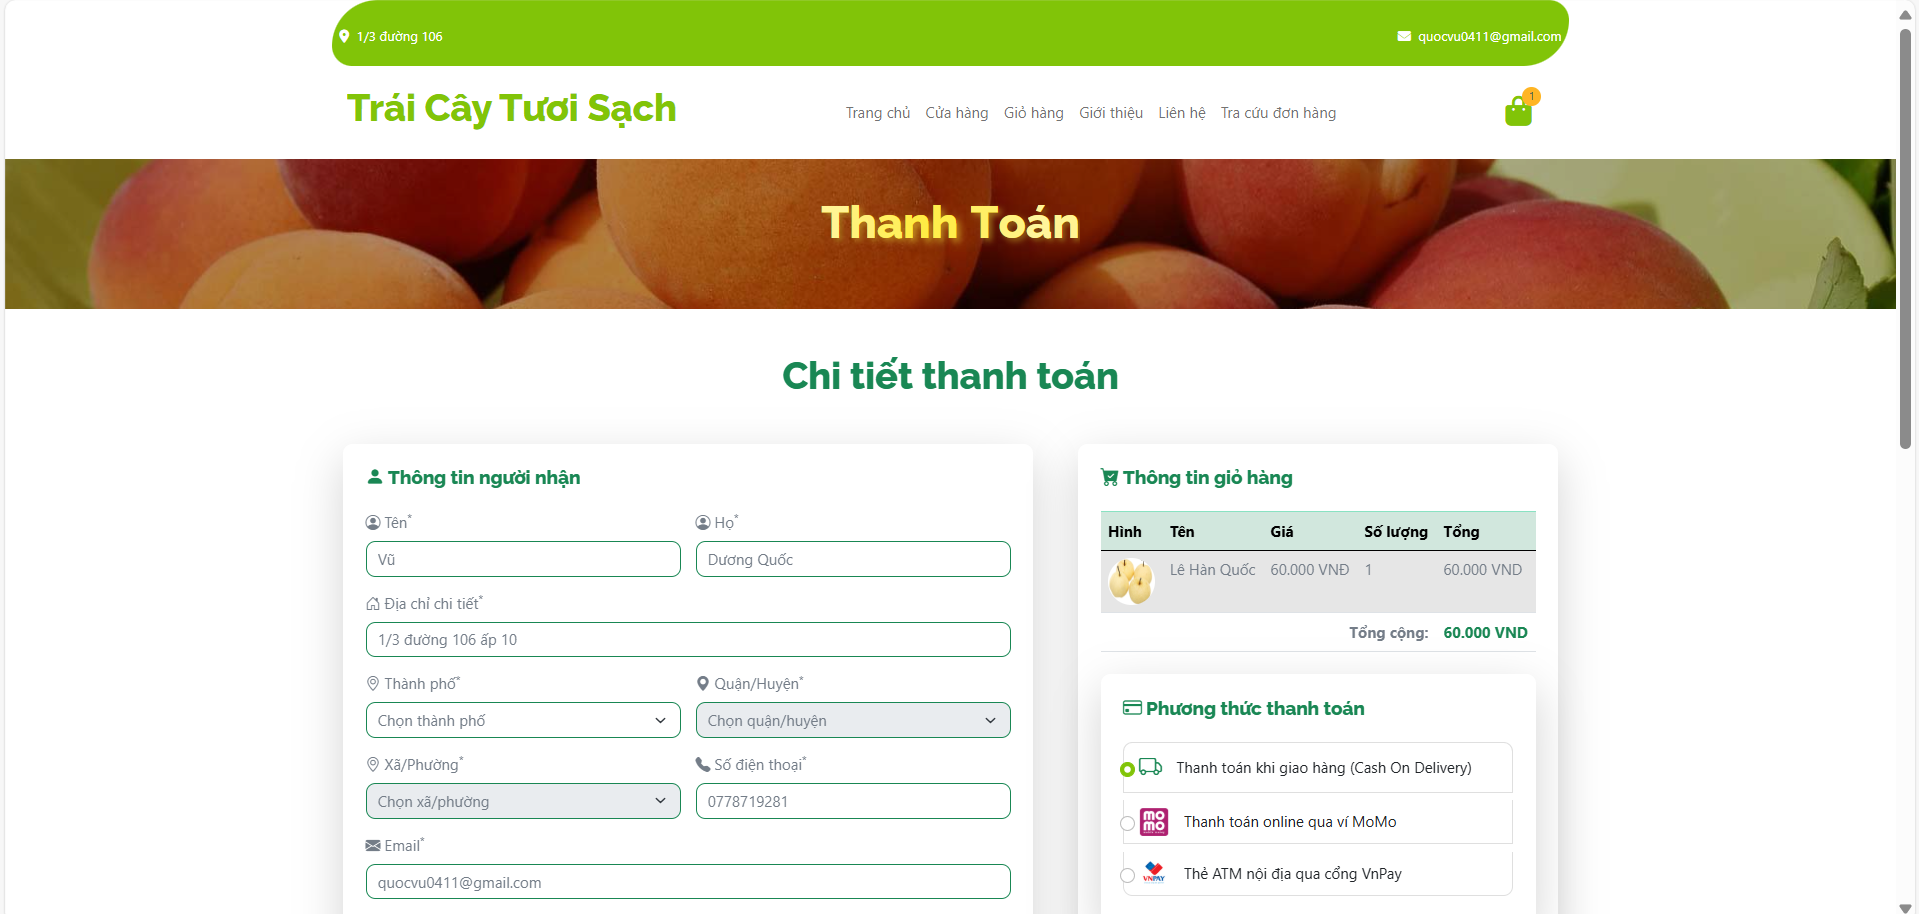 1/3 đường 106
quocvu0411@gmail.com
Trái Cây Tươi Sạch
Trang chủ Cửa hàng Giỏ hàng Giới thiệu Liên hệ Tra cứu đơn hàng
1
Thanh Toán
Chi tiết thanh toán
Thông tin người nhận
Tên*
Họ*
Vũ
Dương Quốc
Địa chỉ chi tiết*
1/3 đường 106 ấp 10
Thành phố*
Quận/Huyện*
Chọn thành phố
Chọn quận/huyện
Xã/Phường*
Số điện thoại*
Chọn xã/phường
0778719281
Email*
quocvu0411@gmail.com
Thông tin giỏ hàng
Hình Tên Giá Số lượng Tổng
Lê Hàn Quốc 60.000 VNĐ 1 60.000 VND
Tổng cộng: 60.000 VND
Phương thức thanh toán
Thanh toán khi giao hàng (Cash On Delivery)
mo
mo
Thanh toán online qua ví MoMo
VNPAY
Thẻ ATM nội địa qua cổng VnPay